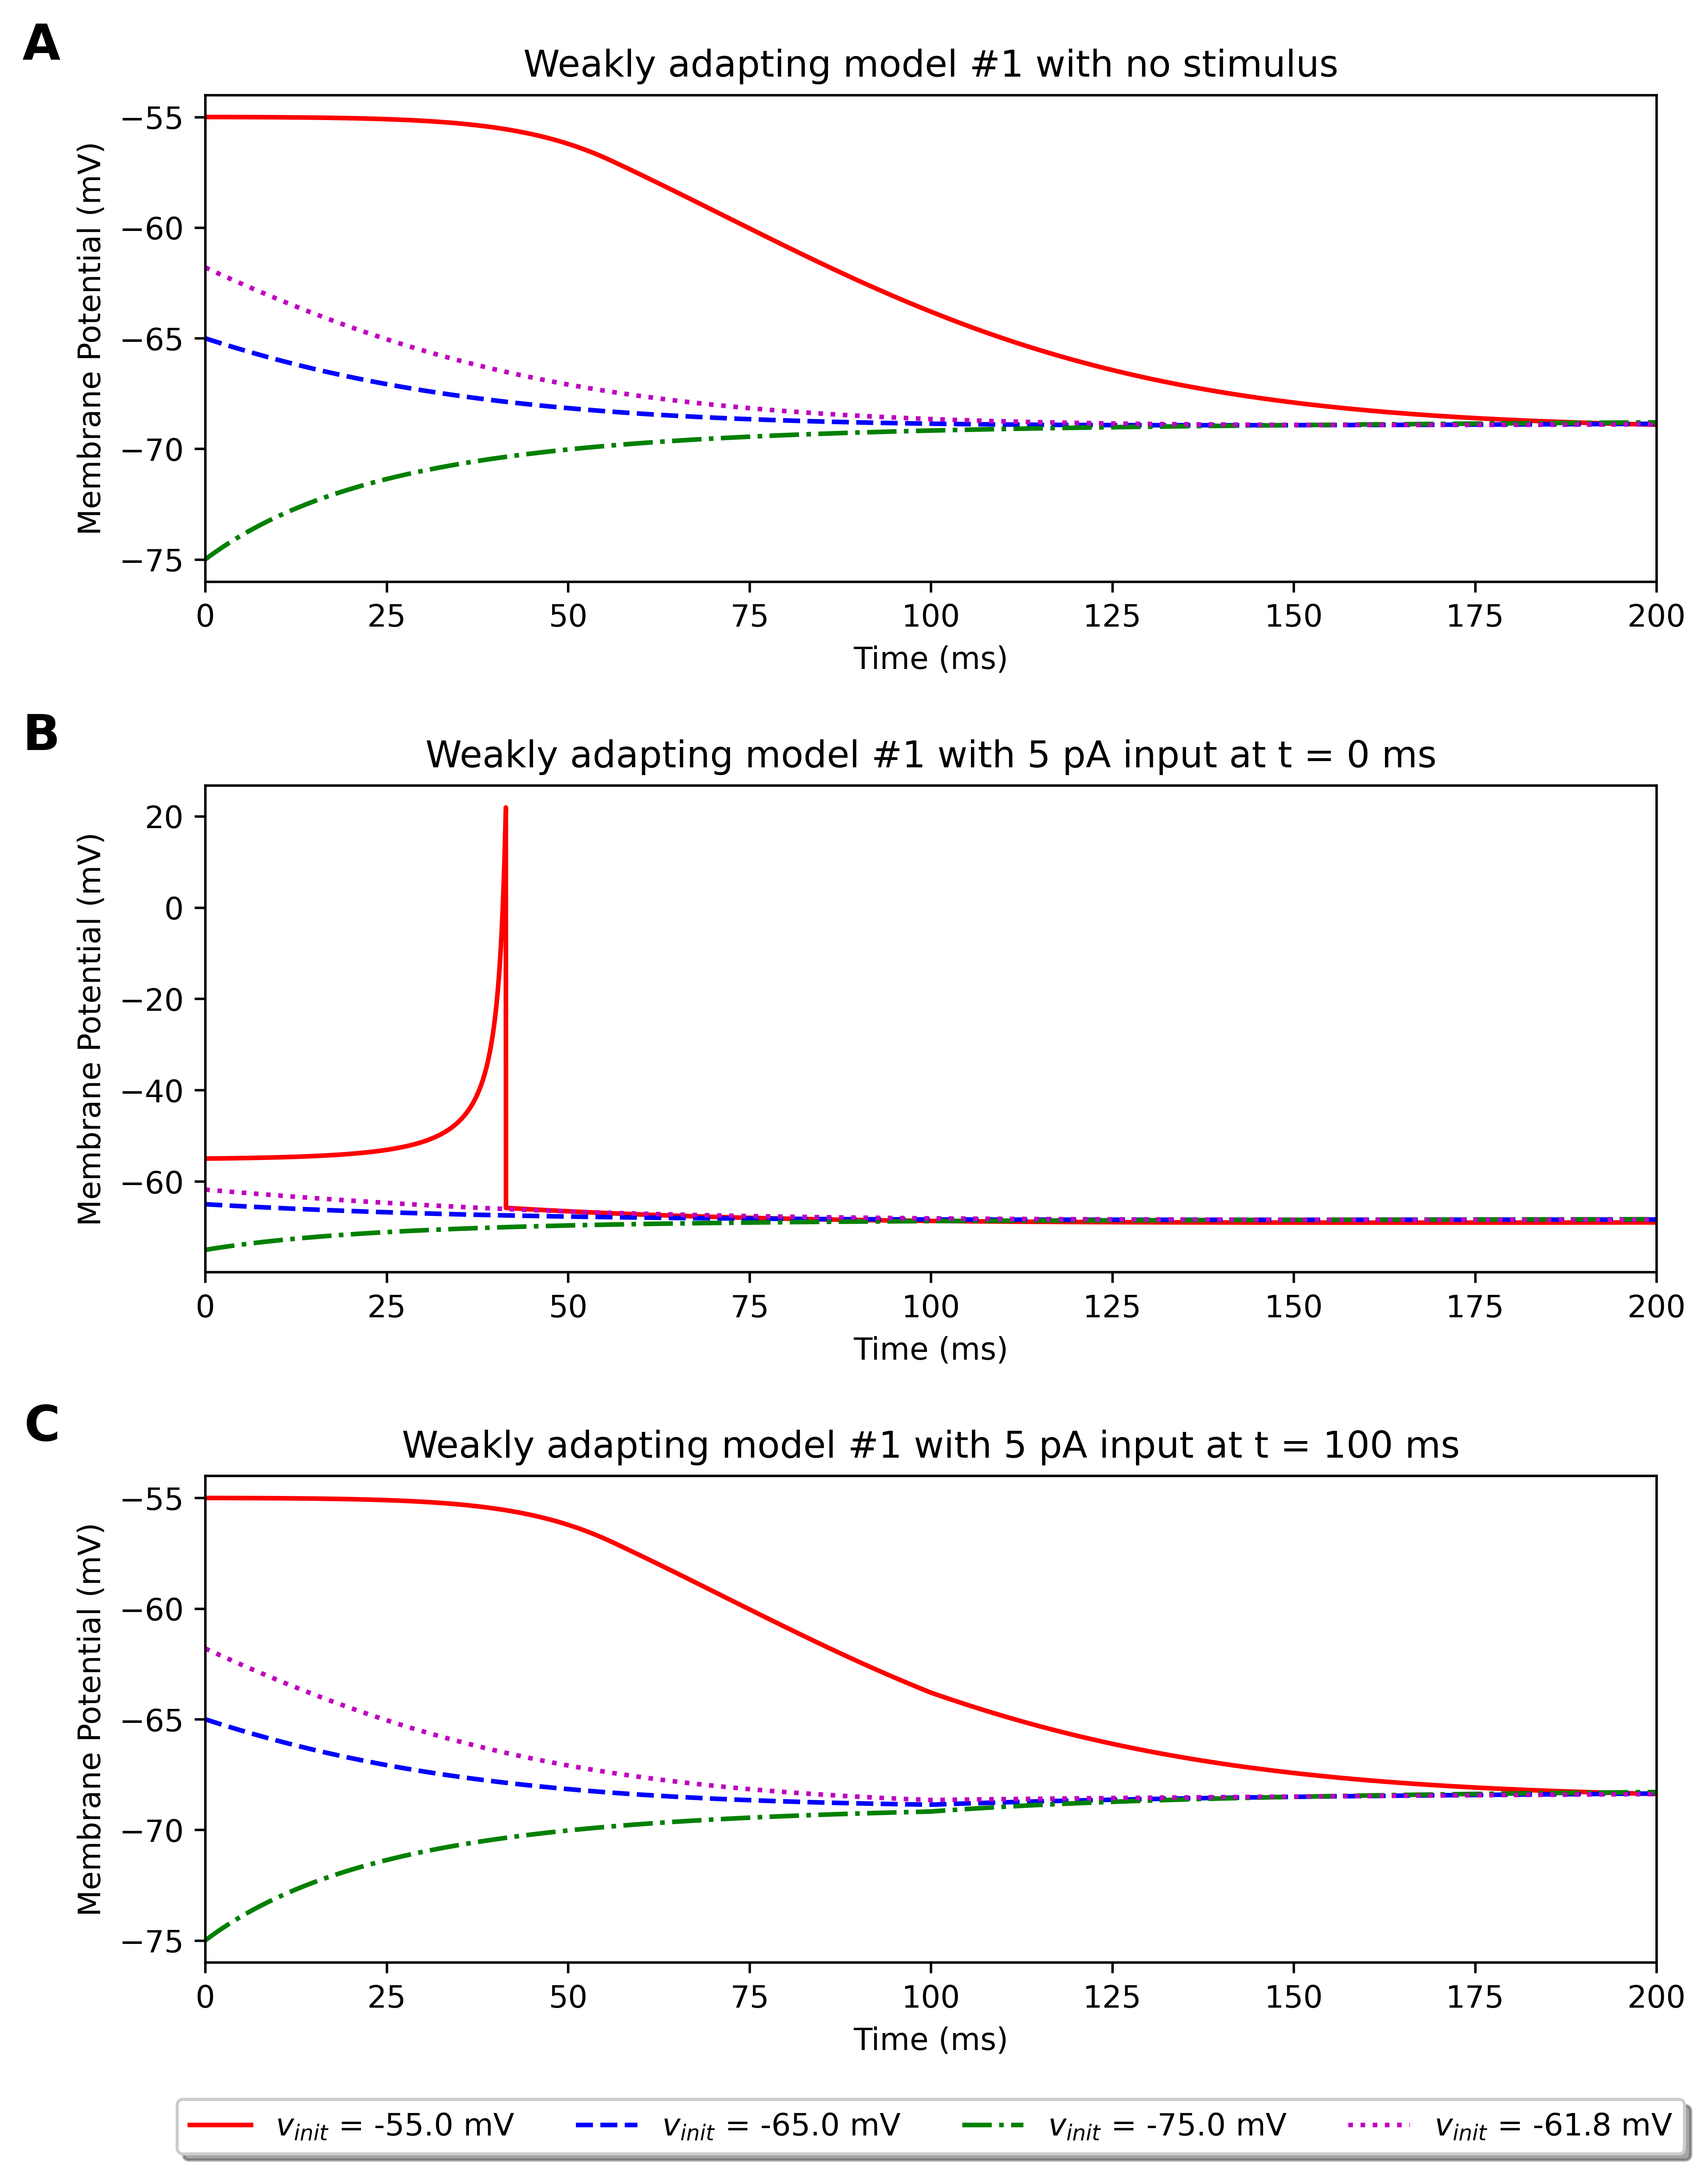 A
Weakly adapting model #1 with no stimulus
Membrane Potential (mV)
−55
−60
−65
−70
−75
0 25 50 75 100 125 150 175 200
Time (ms)
B
Weakly adapting model #1 with 5 pA input at t = 0 ms
Membrane Potential (mV)
20
0
−20
−40
−60
0 25 50 75 100 125 150 175 200
Time (ms)
C
Weakly adapting model #1 with 5 pA input at t = 100 ms
Membrane Potential (mV)
−55
−60
−65
−70
−75
0 25 50 75 100 125 150 175 200
Time (ms)
v_init = -55.0 mV v_init = -65.0 mV v_init = -75.0 mV v_init = -61.8 mV